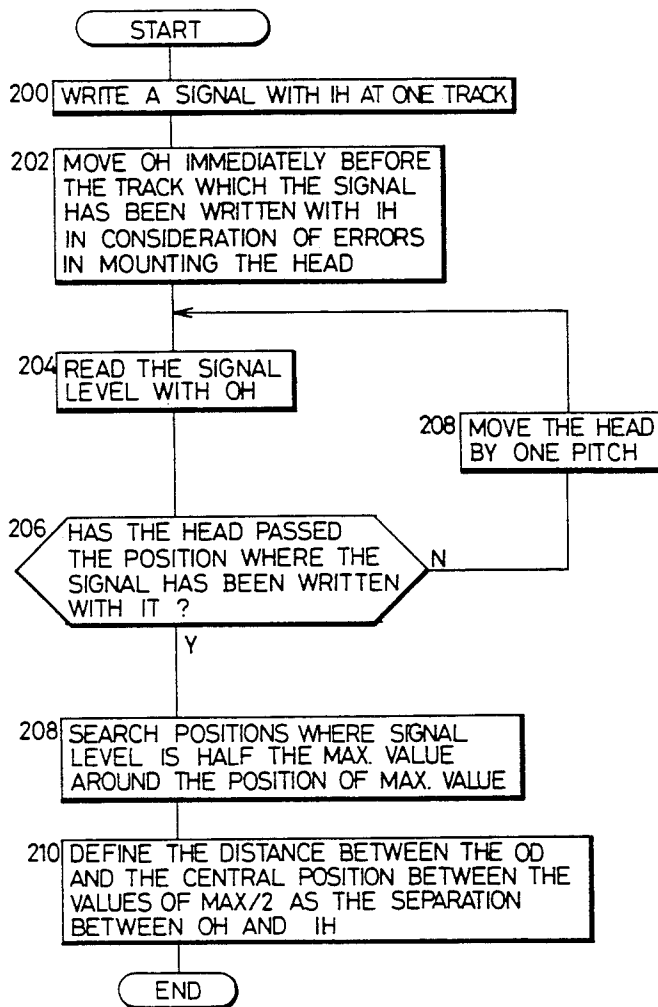 START
200 WRITE A SIGNAL WITH IH AT ONE TRACK
202 MOVE OH IMMEDIATELY BEFORE
THE TRACK WHICH THE SIGNAL
HAS BEEN WRITTEN WITH IH
IN CONSIDERATION OF ERRORS
IN MOUNTING THE HEAD
204 READ THE SIGNAL
LEVEL WITH OH
208 MOVE THE HEAD
BY ONE PITCH
206 HAS THE HEAD PASSED
THE POSITION WHERE THE
SIGNAL HAS BEEN WRITTEN
WITH IT ?
N
Y
208 SEARCH POSITIONS WHERE SIGNAL
LEVEL IS HALF THE MAX. VALUE
AROUND THE POSITION OF MAX. VALUE
210 DEFINE THE DISTANCE BETWEEN THE OD
AND THE CENTRAL POSITION BETWEEN THE
VALUES OF MAX/2 AS THE SEPARATION
BETWEEN OH AND IH
END